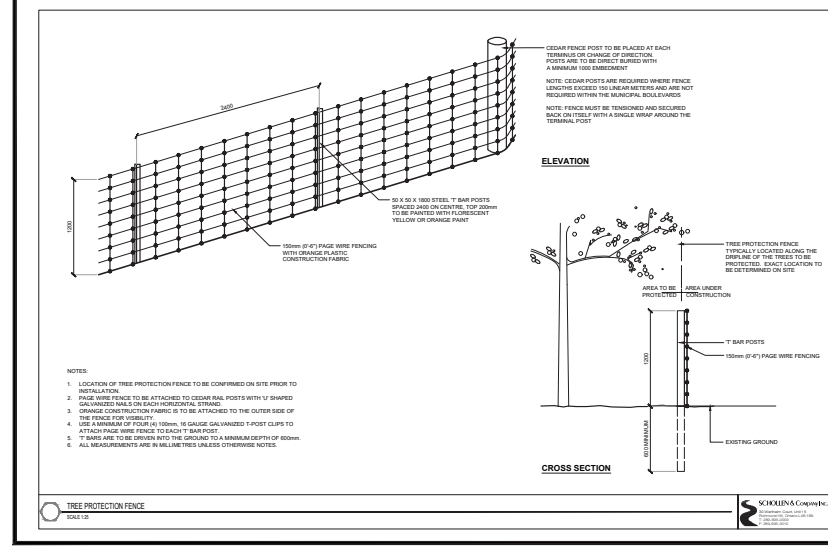 CEDAR FENCE POST TO BE PLACED AT EACH
TERMINUS OR CHANGE OF DIRECTION.
POSTS ARE TO BE DIRECT BURIED WITH
A MINIMUM 1000 EMBEDMENT
NOTE: CEDAR POSTS ARE REQUIRED WHERE FENCE
LENGTHS EXCEED 150 LINEAR METERS AND ARE NOT
REQUIRED WITHIN THE MUNICIPAL BOULEVARDS
NOTE: FENCE MUST BE TENSIONED AND SECURED
BACK ON ITSELF WITH A SINGLE WRAP AROUND THE
TERMINAL POST
2400
ELEVATION
50 X 50 X 1800 STEEL 'T' BAR POSTS
SPACED 2400 ON CENTRE, TOP 200mm
TO BE PAINTED WITH FLORESCENT
YELLOW OR ORANGE PAINT
1200
150mm (0'-6") PAGE WIRE FENCING
WITH ORANGE PLASTIC
CONSTRUCTION FABRIC
TREE PROTECTION FENCE
TYPICALLY LOCATED ALONG THE
DRIPLINE OF THE TREES TO BE
PROTECTED. EXACT LOCATION TO
BE DETERMINED ON SITE
AREA TO BE PROTECTED
AREA UNDER CONSTRUCTION
1200
'T' BAR POSTS
150mm (0'-6") PAGE WIRE FENCING
600 MINIMUM
EXISTING GROUND
CROSS SECTION
NOTES:
1. LOCATION OF TREE PROTECTION FENCE TO BE CONFIRMED ON SITE PRIOR TO
INSTALLATION.
2. PAGE WIRE FENCE TO BE ATTACHED TO CEDAR RAIL POSTS WITH 'U' SHAPED
GALVANIZED NAILS ON EACH HORIZONTAL STRAND.
3. ORANGE CONSTRUCTION FABRIC IS TO BE ATTACHED TO THE OUTER SIDE OF
THE FENCE FOR VISIBILITY.
4. USE A MINIMUM OF FOUR (4) 100mm, 16 GAUGE GALVANIZED T-POST CLIPS TO
ATTACH PAGE WIRE FENCE TO EACH 'T' BAR POST.
5. 'T' BARS ARE TO BE DRIVEN INTO THE GROUND TO A MINIMUM DEPTH OF 600mm.
6. ALL MEASUREMENTS ARE IN MILLIMETRES UNLESS OTHERWISE NOTES.
TREE PROTECTION FENCE
SCALE 1:25
SCHOLLEN & Company Inc.